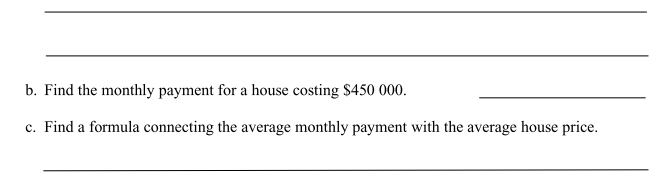 b. Find the monthly payment for a house costing $450 000.
c. Find a formula connecting the average monthly payment with the average house price.